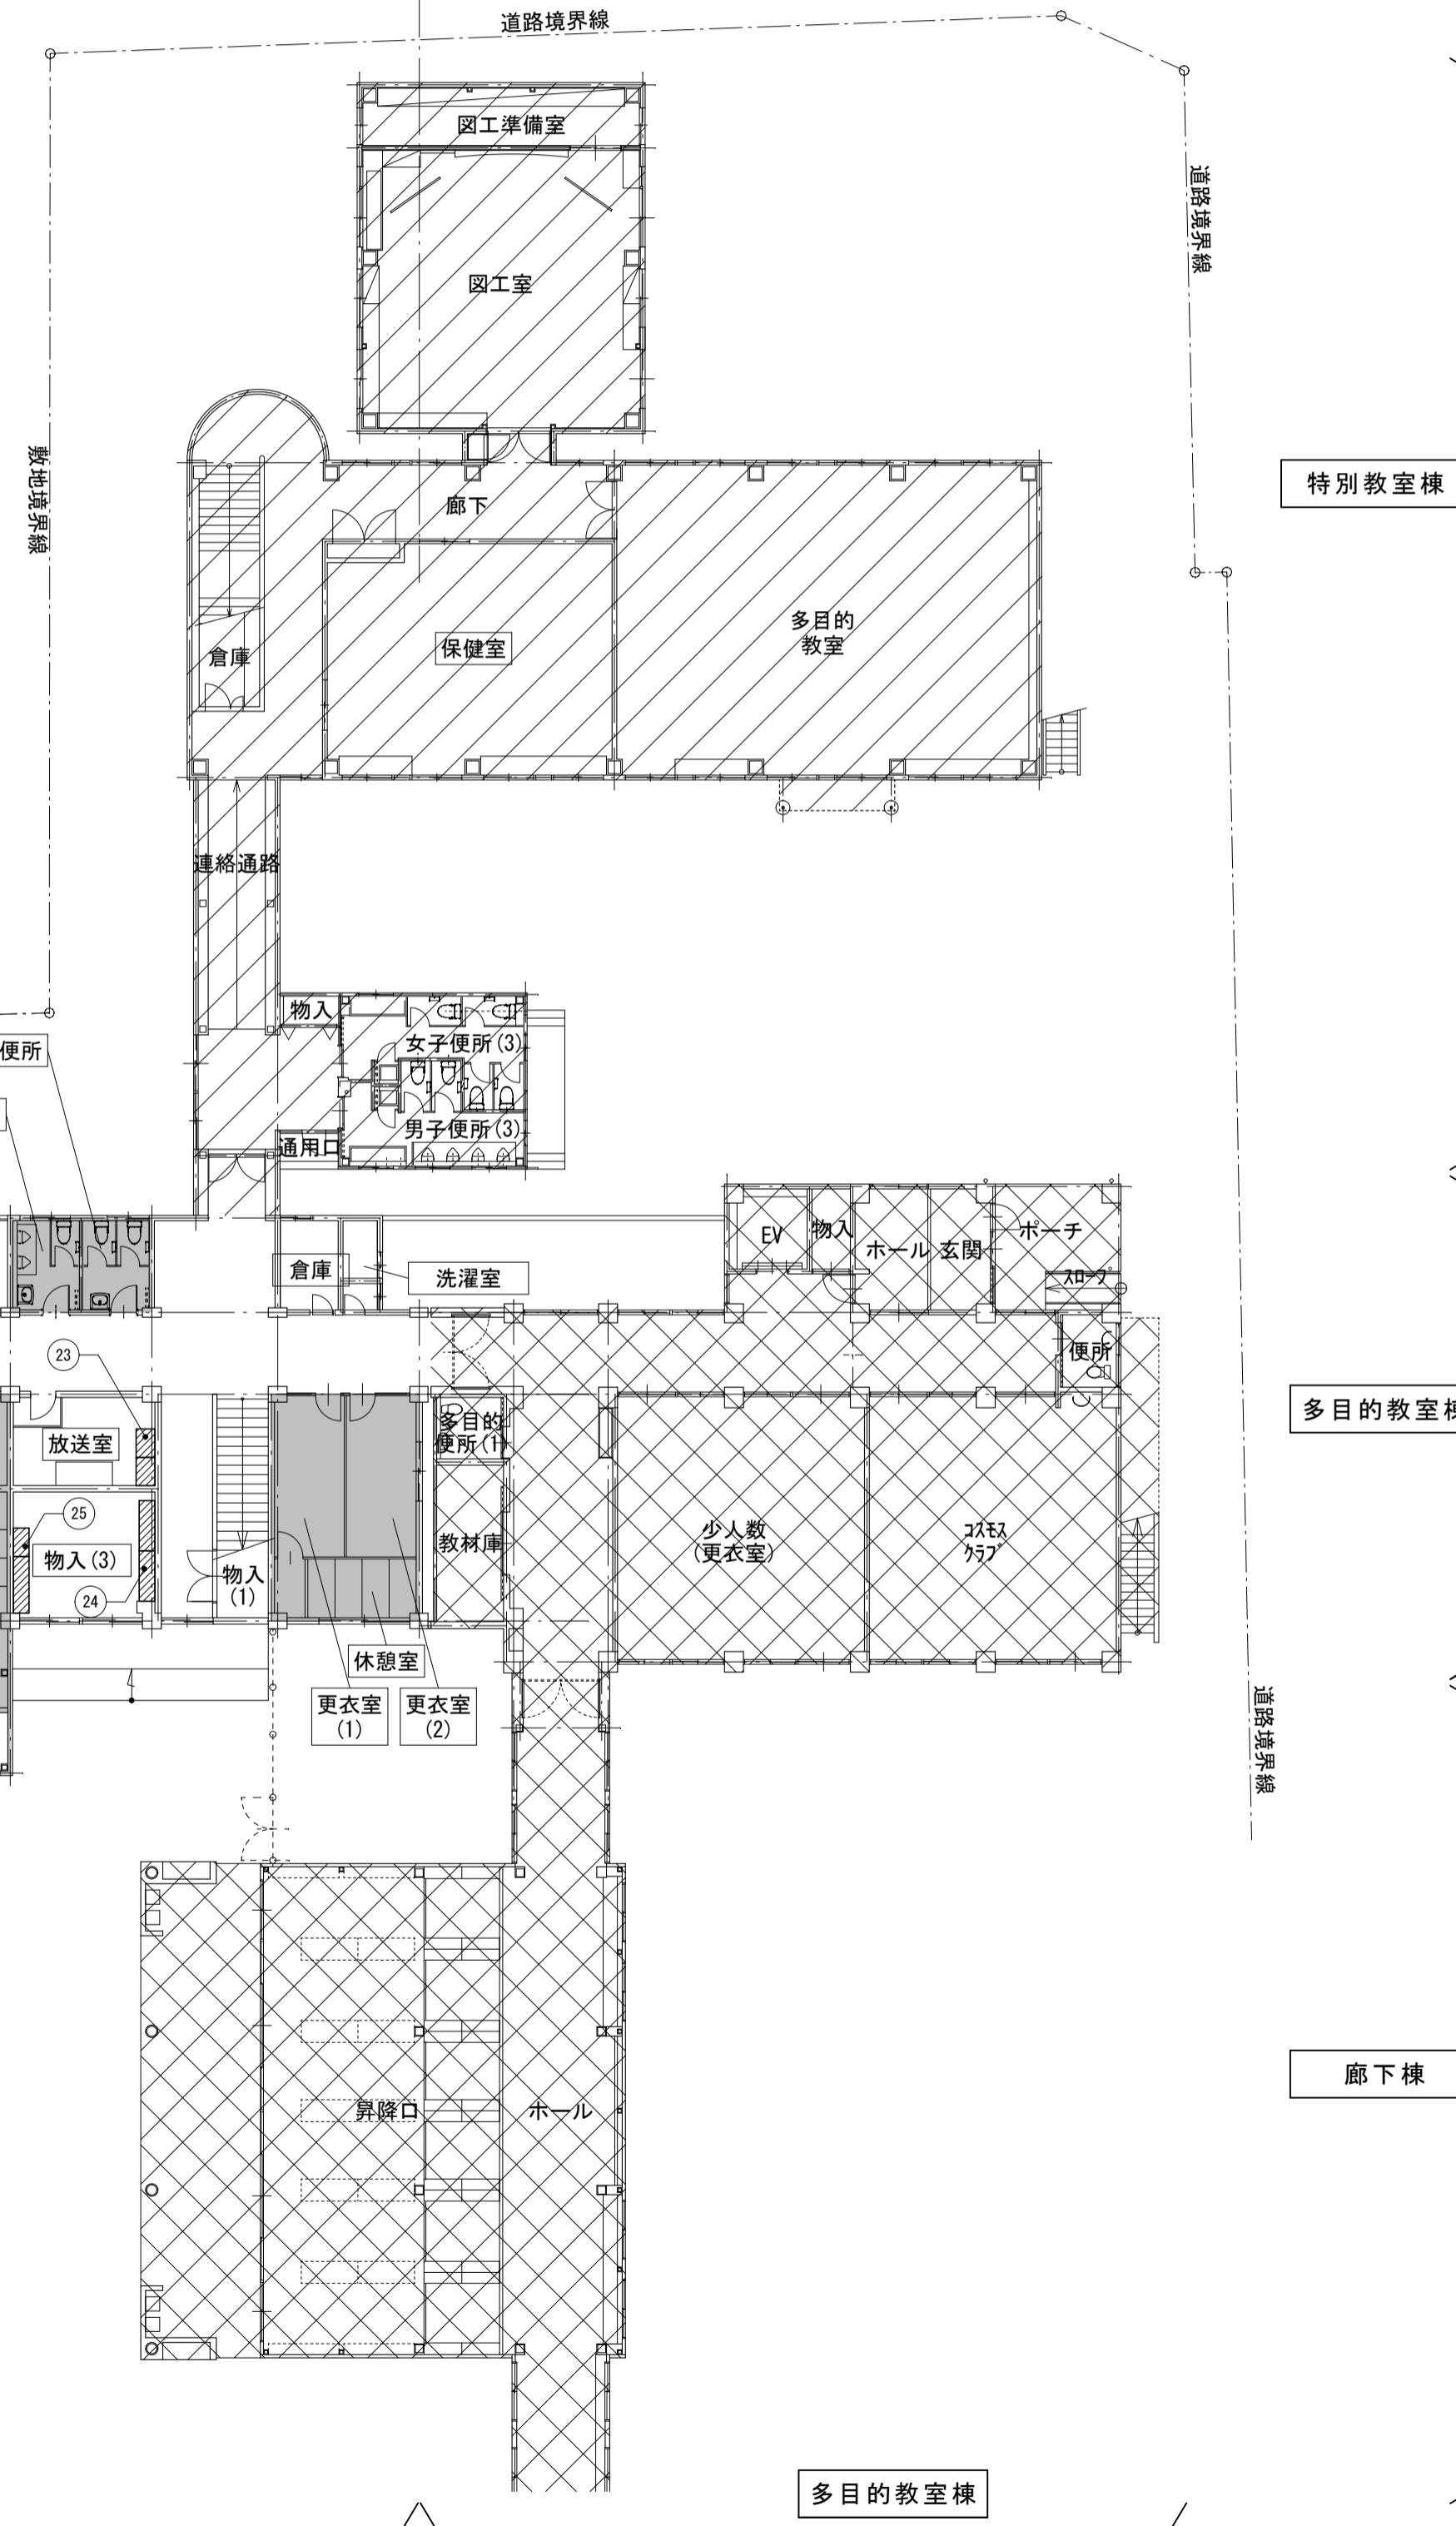 道路境界線
図工準備室
道路境界線
図工室
敷地境界線
特別教室棟
廊下
多目的
教室
保健室
倉庫
連絡通路
物入
便所
女子便所(3)
男子便所(3)
通用口
EV
物入
ホール
玄関
ポーチ
スロープ
倉庫
洗濯室
23
便所
多目的教室棟
放送室
多目的
便所(1)
25
物入(3)
24
物入
(1)
教材庫
少人数
(更衣室)
コスモス
クラブ
休憩室
更衣室
(1)
更衣室
(2)
道路境界線
廊下棟
昇降口
ホール
多目的教室棟